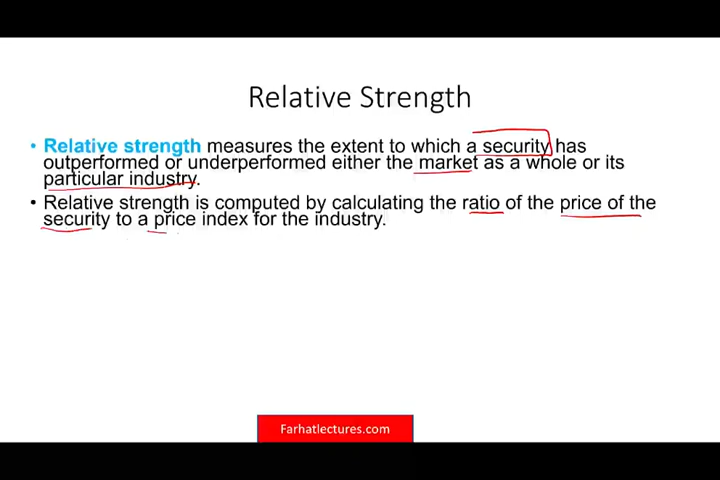 Relative Strength
• Relative strength measures the extent to which a security has
outperformed or underperformed either the market as a whole or its
particular industry.
• Relative strength is computed by calculating the ratio of the price of the
security to a price index for the industry.
Farhatlectures.com